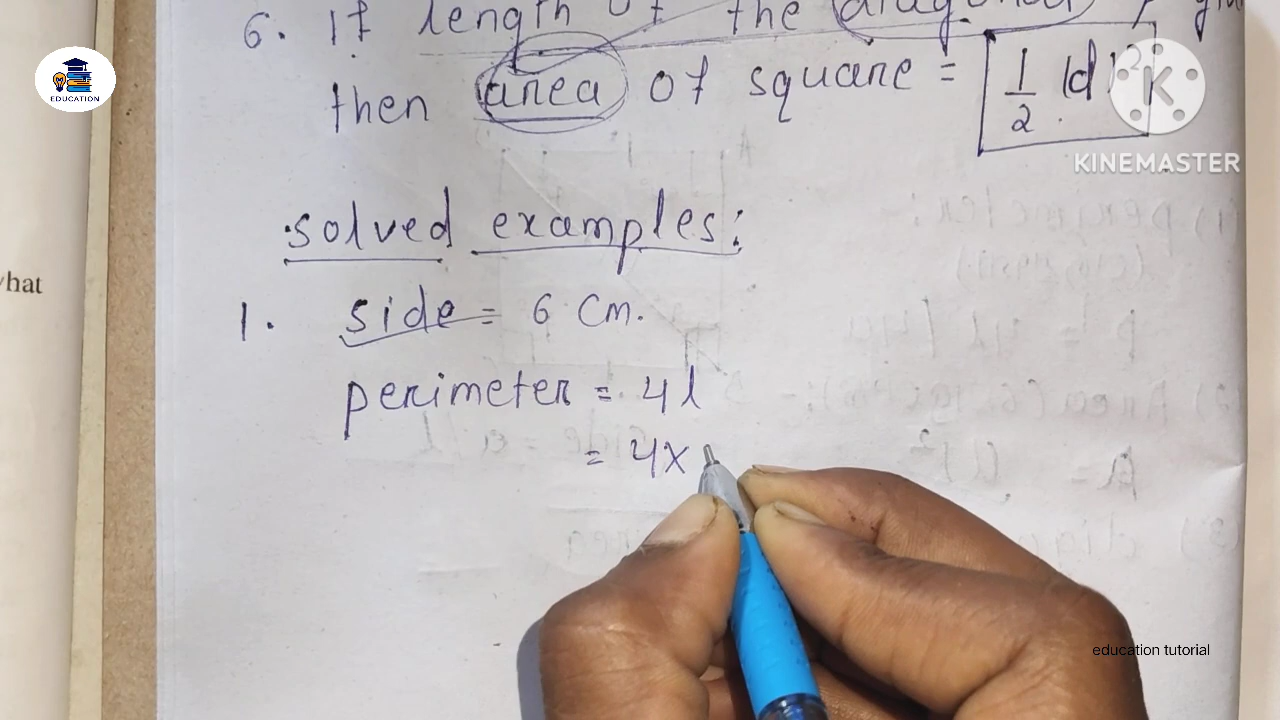 6. If length of the diagonal
then area of square = 1/2 (d)²
K
KINEMASTER
EDUCATION
solved examples:
what
1. side = 6 cm.
perimeter = 4l
= 4x
education tutorial